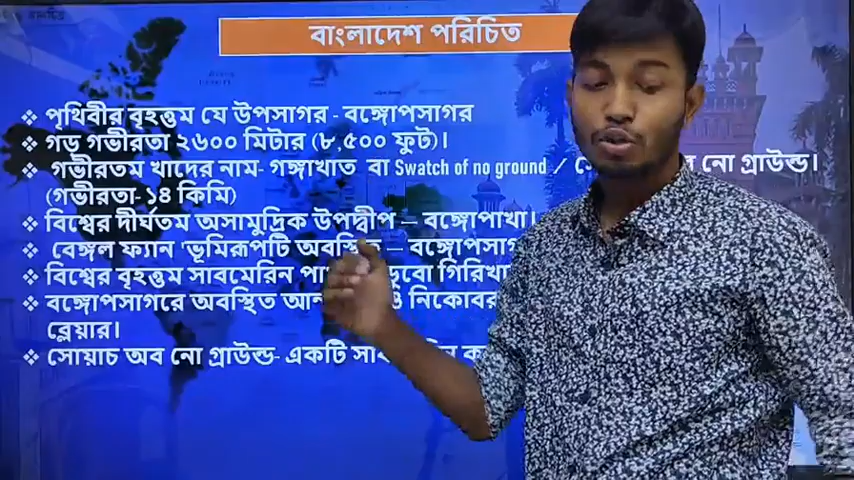 বাংলাদেশ পরিচিতি
❖ পৃথিবীর বৃহত্তম যে উপসাগর - বঙ্গোপসাগর
❖ গড় গভীরতা ২৬০০ মিটার (৮,৫০০ ফুট)।
❖ গভীরতম খাদের নাম- গঙ্গাখাত বা Swatch of no ground / নো গ্রাউন্ড।
(গভীরতা- ১৪ কিমি)
❖ বিশ্বের দীর্ঘতম অসামুদ্রিক উপদ্বীপ – বঙ্গোপাখা।
❖ বেঙ্গল ফ্যান ভূমিরূপটি অবস্থিত – বঙ্গোপসাগ
❖ বিশ্বের বৃহত্তম সাবমেরিন গিরিখা
❖ বঙ্গোপসাগরে অবস্থিত ও নিকোবর
ব্লেয়ার।
❖ সোয়াচ অব নো গ্রাউন্ড- একটি